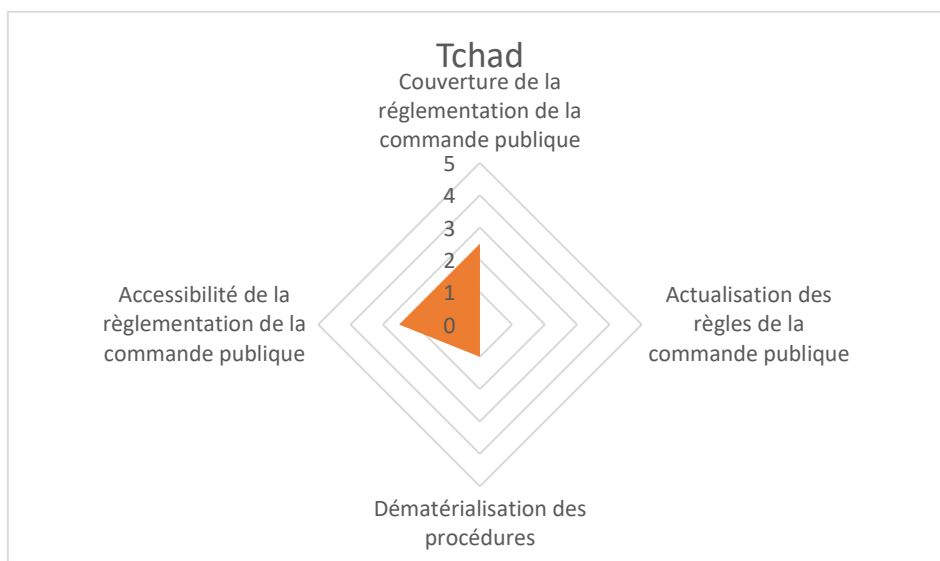 Tchad
Couverture de la
réglementation de la
commande publique
5
4
3
2
1
0
Accessibilité de la
règlementation de la
commande publique
Actualisation des
règles de la
commande publique
Dématérialisation des
procédures